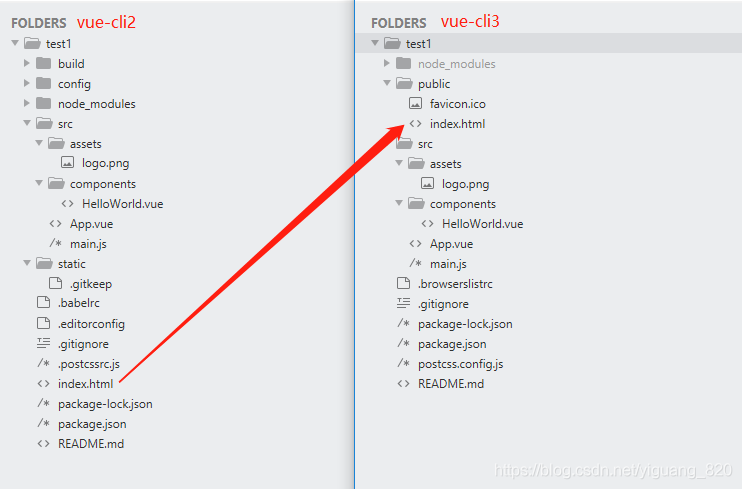 FOLDERS vue-cli2
test1
build
config
node_modules
src
assets
logo.png
components
HelloWorld.vue
App.vue
main.js
static
.gitkeep
.babelrc
.editorconfig
.gitignore
.postcssrc.js
index.html
package-lock.json
package.json
README.md
FOLDERS vue-cli3
test1
node_modules
public
favicon.ico
index.html
src
assets
logo.png
components
HelloWorld.vue
App.vue
main.js
.browserslistrc
.gitignore
package-lock.json
package.json
postcss.config.js
README.md
https://blog.csdn.net/yiguang_820